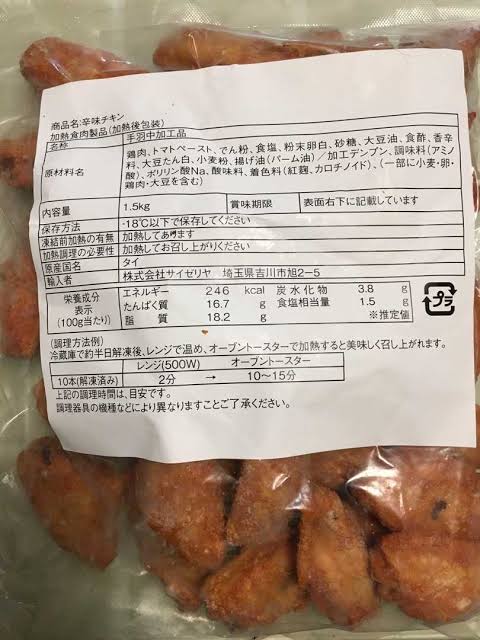 商品名:辛味チキン
加熱食肉製品(加熱後包装)
名称 手羽中加工品
原材料名 鶏肉、トマトペースト、でん粉、食塩、粉末卵白、砂糖、大豆油、食酢、香辛
料、大豆たん白、小麦粉、揚げ油(パーム油)/加工デンプン、調味料(アミノ
酸)、ポリリン酸Na、酸味料、着色料(紅麹、カロチノイド)、(一部に小麦・卵・
鶏肉・大豆を含む)
内容量 1.5kg 賞味期限 表面右下に記載しています
保存方法 -18℃以下で保存してください
凍結前加熱の有無 加熱してあります
加熱調理の必要性 加熱してお召し上がりください
原産国名 タイ
輸入者 株式会社サイゼリヤ 埼玉県吉川市旭2-5
栄養成分 表示 (100g当たり)
エネルギー 246 kcal 炭水化物 3.8 g
たんぱく質 16.7 g 食塩相当量 1.5 g
脂質 18.2 g ※推定値
プラ
(調理方法例)
冷蔵庫で約半日解凍後、レンジで温め、オーブントースターで加熱すると美味しく召し上がれます。
レンジ(500W) オーブントースター
10本(解凍済み) 2分 → 10~15分
上記の調理時間は、目安です。
調理器具の機種などにより異なりますことご了承ください。